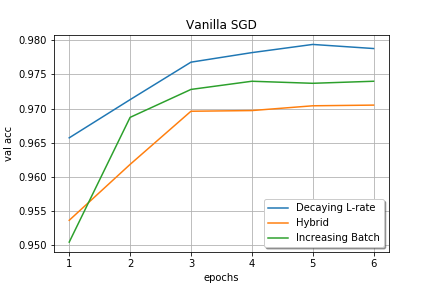 Vanilla SGD
0.980
0.975
0.970
0.965
0.960
0.955
0.950
val acc
Decaying L-rate
Hybrid
Increasing Batch
1 2 3 4 5 6
epochs